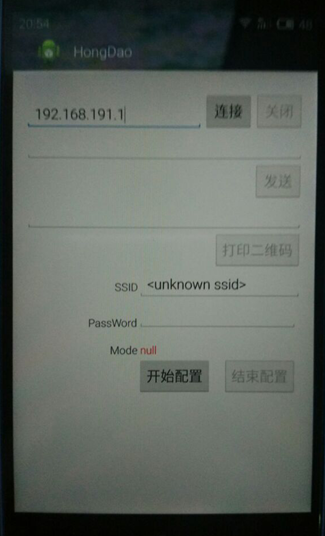 20:54
HongDao
192.168.191.1 连接 关闭
发送
打印二维码
SSID <unknown ssid>
PassWord
Mode null
开始配置 结束配置